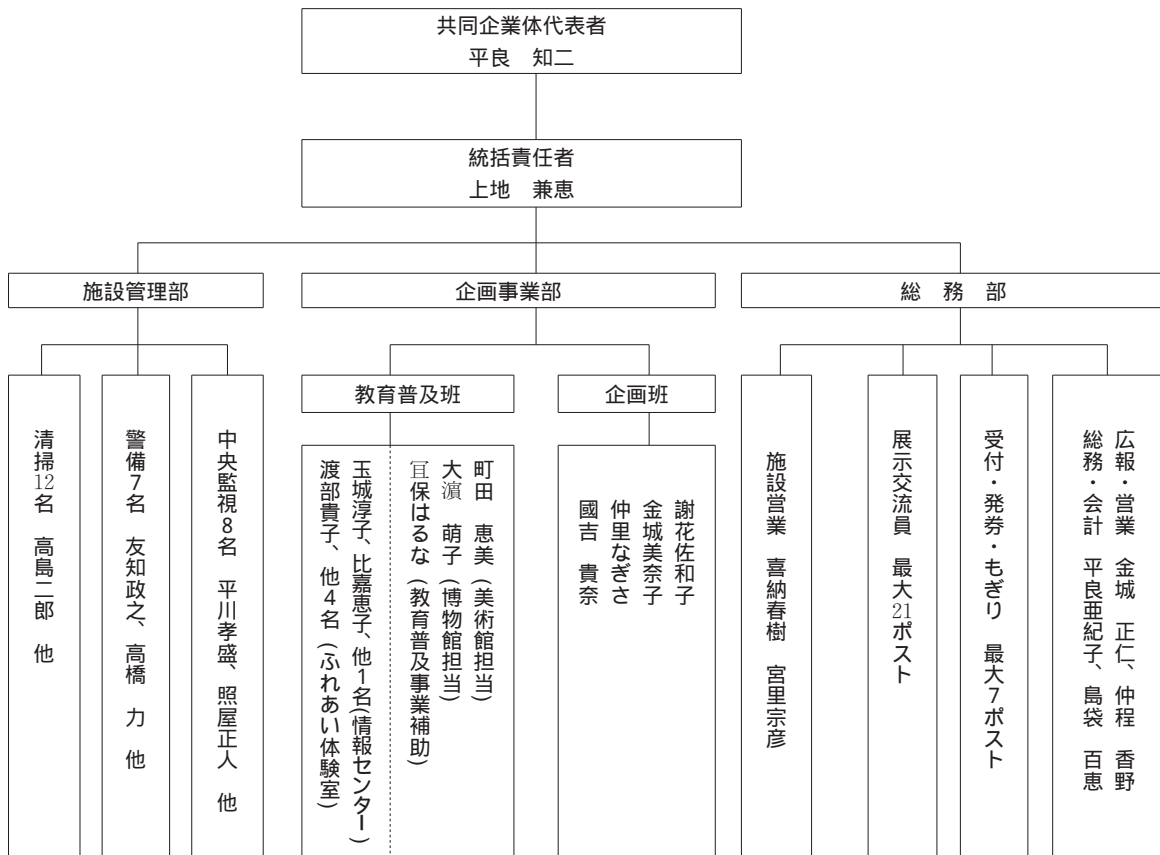 共同企業体代表者
平良　知二
統括責任者
上地　兼恵
施設管理部
企画事業部
総　務　部
教育普及班
企画班
中央監視８名　平川孝盛、照屋正人　他
警備７名　友知政之、高橋　力　他
清掃12名　高島二郎　他
町田　恵美（美術館担当）
大濵　萌子（博物館担当）
冝保はるな（教育普及事業補助）
玉城淳子、比嘉恵子、他１名(情報センター)
渡部貴子、他４名（ふれあい体験室）
謝花佐和子
金城美奈子
仲里なぎさ
國吉　貴奈
広報・営業　金城　正仁、仲程　香野
総務・会計　平良亜紀子、島袋　百恵
受付・発券・もぎり　最大７ポスト
展示交流員　最大21ポスト
施設営業　喜納春樹　宮里宗彦